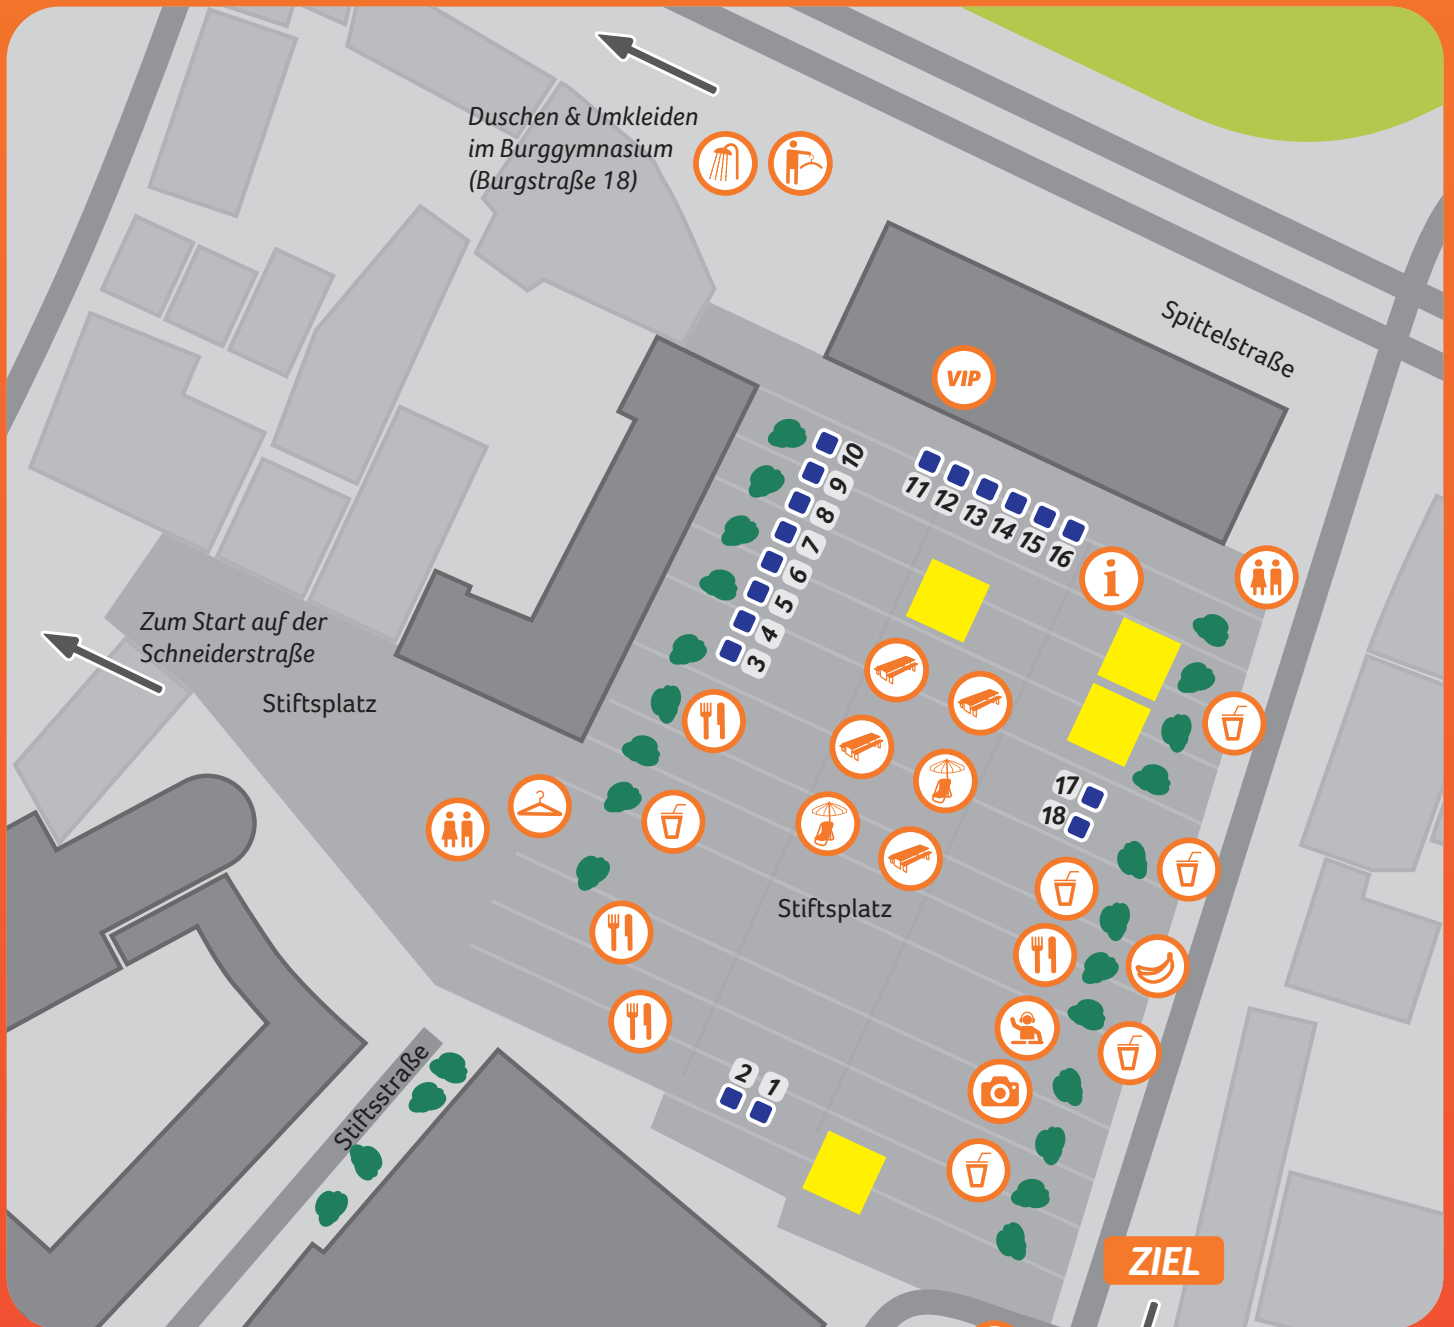 Duschen & Umkleiden
im Burggymnasium
(Burgstraße 18)
Spittelstraße
VIP
10
9
8
7
6
5
4
3
11
12
13
14
15
16
i
Zum Start auf der
Schneiderstraße
Stiftsplatz
17
18
Stiftsplatz
Stiftsstraße
2
1
ZIEL